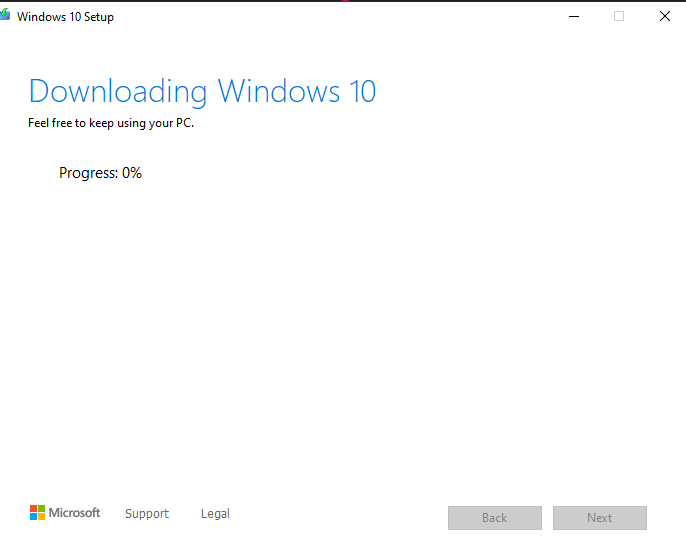 Windows 10 Setup
Downloading Windows 10
Feel free to keep using your PC.
Progress: 0%
Microsoft Support Legal Back Next